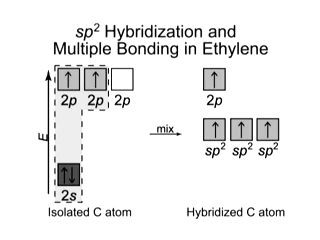 sp² Hybridization and
Multiple Bonding in Ethylene
2p 2p 2p
2p
mix
sp² sp² sp²
E
2s
Isolated C atom
Hybridized C atom